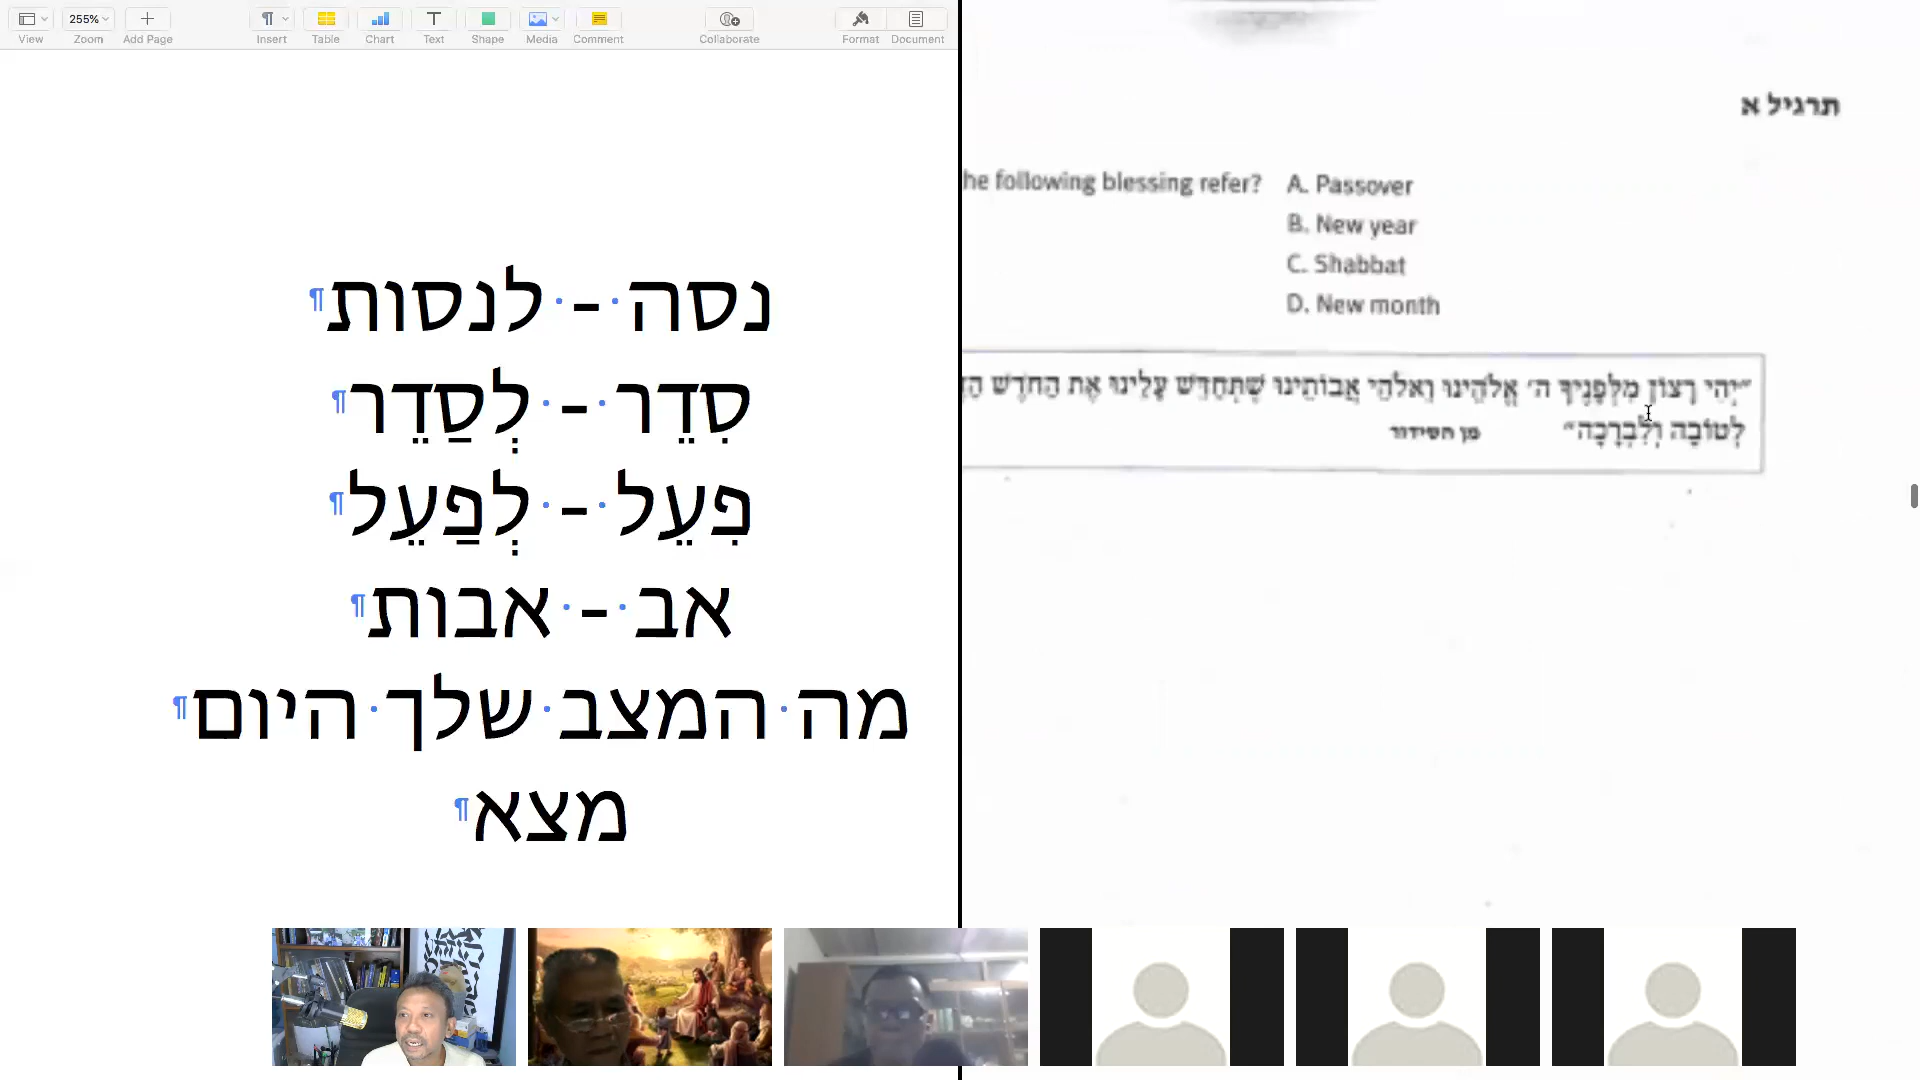 255%
View
Zoom
Add Page
Insert
Table
Chart
Text
Shape
Media
Comment
Collaborate
Format
Document
נסה - לנסות
סִדֵר - לְסַדֵר
פִעֵל - לְפַעֵל
אב - אבות
מה המצב שלך היום
מצא
תרגיל א
he following blessing refer?
A. Passover
B. New year
C. Shabbat
D. New month
״יְהִי רָצוֹן מִלְּפָנֶיךָ ה׳ אֱלֹהֵינוּ וֵאלֹהֵי אֲבוֹתֵינוּ שֶׁתְּחַדֵּשׁ עָלֵינוּ אֶת הַחֹדֶשׁ
לְטוֹבָה וְלִבְרָכָה״
מן הסידור